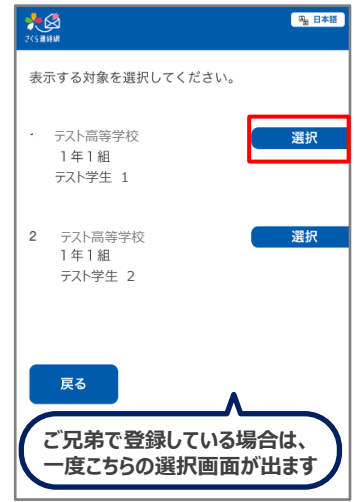 さくら連絡網
日本語
表示する対象を選択してください。
テスト高等学校
選択
1年1組
テスト学生 1
2 テスト高等学校
選択
1年1組
テスト学生 2
戻る
ご兄弟で登録している場合は、
一度こちらの選択画面が出ます